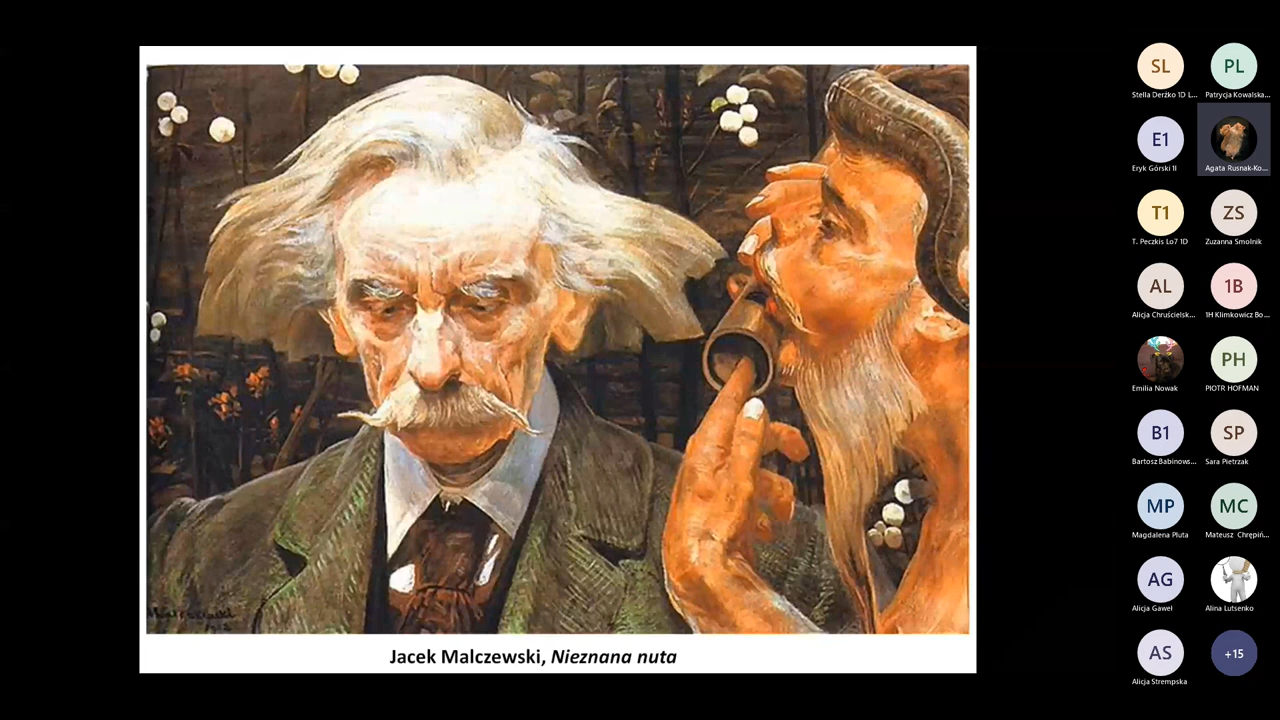 Jacek Malczewski, Nieznana nuta
SL
Stella Derżko 1D L...
PL
Patrycja Kowalska...
E1
Eryk Górski 1I
Agata Rusnak-Ko...
T1
T. Peczkis Lo7 1D
ZS
Zuzanna Smolnik
AL
Alicja Chruścielsk...
1B
1H Klimkowicz Bo...
Emilia Nowak
PH
PIOTR HOFMAN
B1
Bartosz Babinows...
SP
Sara Pietrzak
MP
Magdalena Pluta
MC
Mateusz Chrepiń...
AG
Alicja Gaweł
Alina Lutsenko
AS
Alicja Strempska
+15